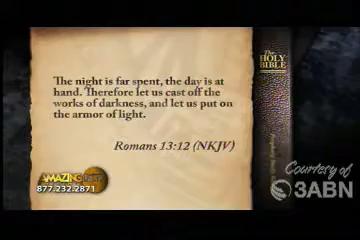 The night is far spent, the day is at
hand. Therefore let us cast off the
works of darkness, and let us put on
the armor of light.
Romans 13:12 (NKJV)
The
HOLY
BIBLE
AMAZING
877.232.2871
Courtesy of
3ABN